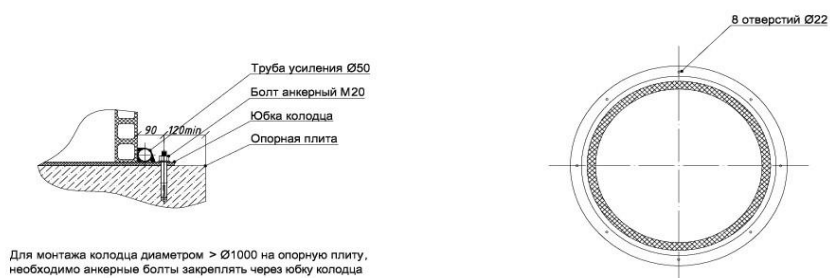 8 отверстий Ø22
Труба усиления Ø50
Болт анкерный М20
Юбка колодца
90 120min
Опорная плита
Для монтажа колодца диаметром > Ø1000 на опорную плиту,
необходимо анкерные болты закреплять через юбку колодца